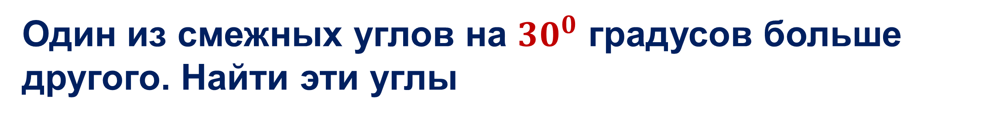 Один из смежных углов на 30⁰ градусов больше
другого. Найти эти углы